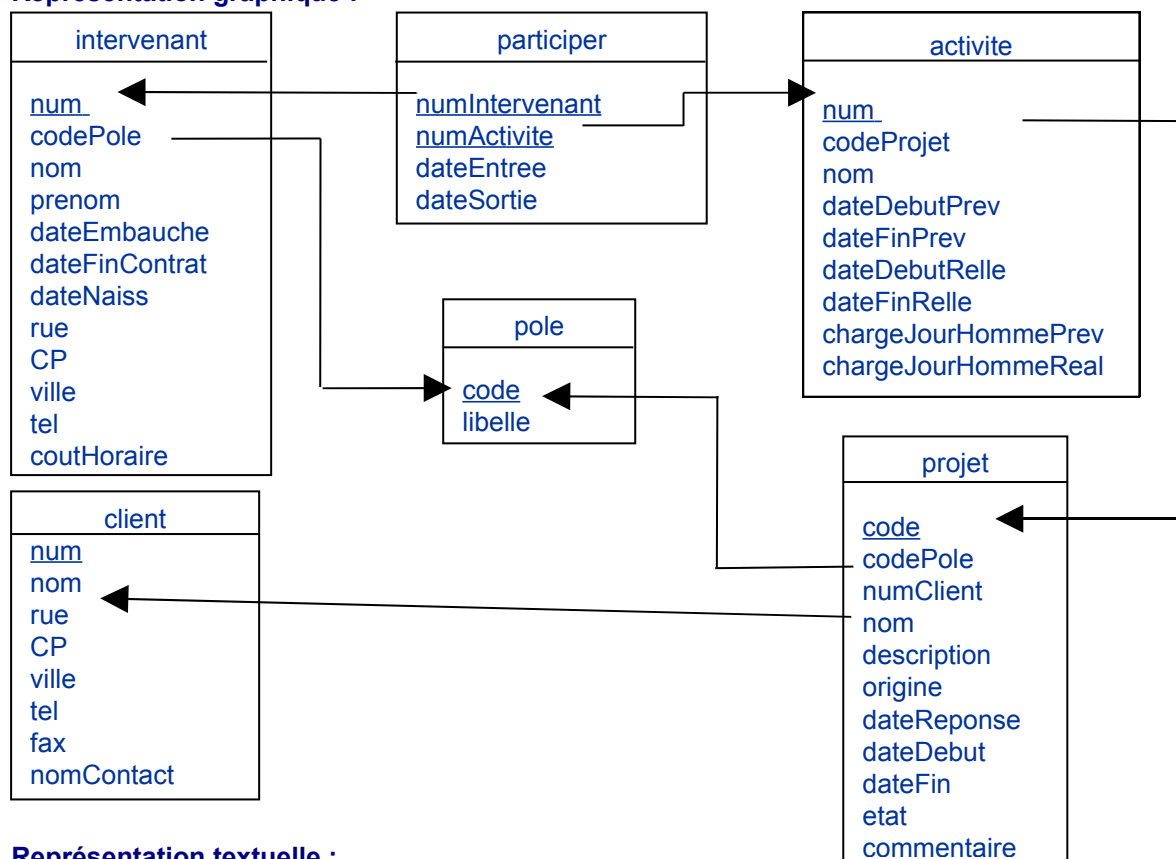 Représentation graphique :
intervenant
num
codePole
nom
prenom
dateEmbauche
dateFinContrat
dateNaiss
rue
CP
ville
tel
coutHoraire
participer
numIntervenant
numActivite
dateEntree
dateSortie
activite
num
codeProjet
nom
dateDebutPrev
dateFinPrev
dateDebutRelle
dateFinRelle
chargeJourHommePrev
chargeJourHommeReal
pole
code
libelle
client
num
nom
rue
CP
ville
tel
fax
nomContact
projet
code
codePole
numClient
nom
description
origine
dateReponse
dateDebut
dateFin
etat
commentaire
Représentation textuelle :